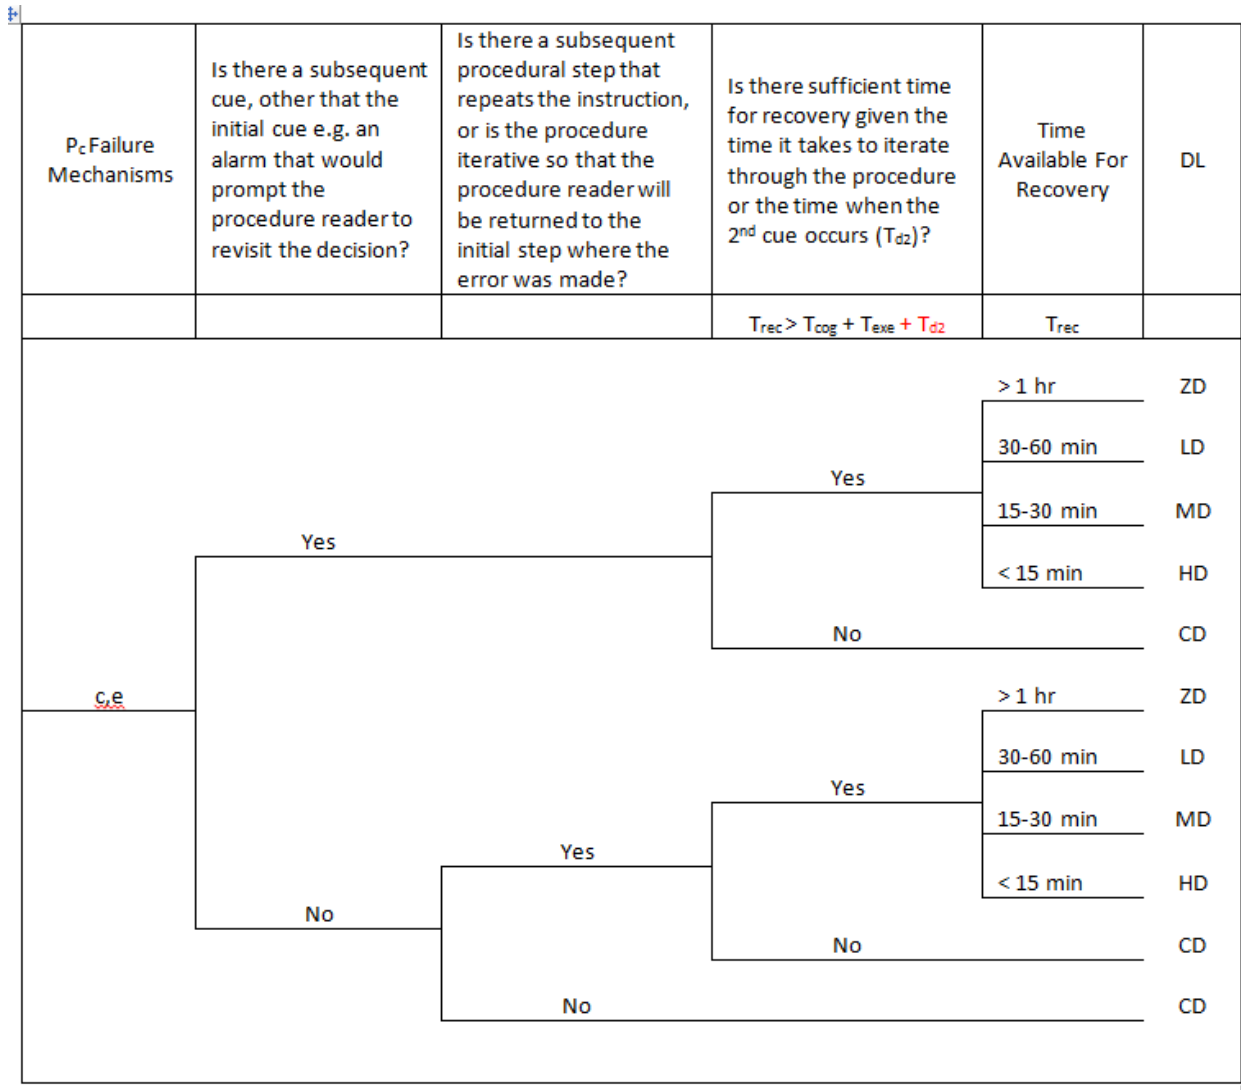 Pc Failure
Mechanisms
Is there a subsequent
cue, other that the
initial cue e.g. an
alarm that would
prompt the
procedure reader to
revisit the decision?
Is there a subsequent
procedural step that
repeats the instruction,
or is the procedure
iterative so that the
procedure reader will
be returned to the
initial step where the
error was made?
Is there sufficient time
for recovery given the
time it takes to iterate
through the procedure
or the time when the
2nd cue occurs (Td2)?
Time
Available For
Recovery
DL
Trec > Tcog + Texe + Td2
Trec
> 1 hr ZD
30-60 min LD
Yes
15-30 min MD
Yes
< 15 min HD
No CD
c,e
> 1 hr ZD
30-60 min LD
Yes
15-30 min MD
Yes
< 15 min HD
No
No CD
No CD